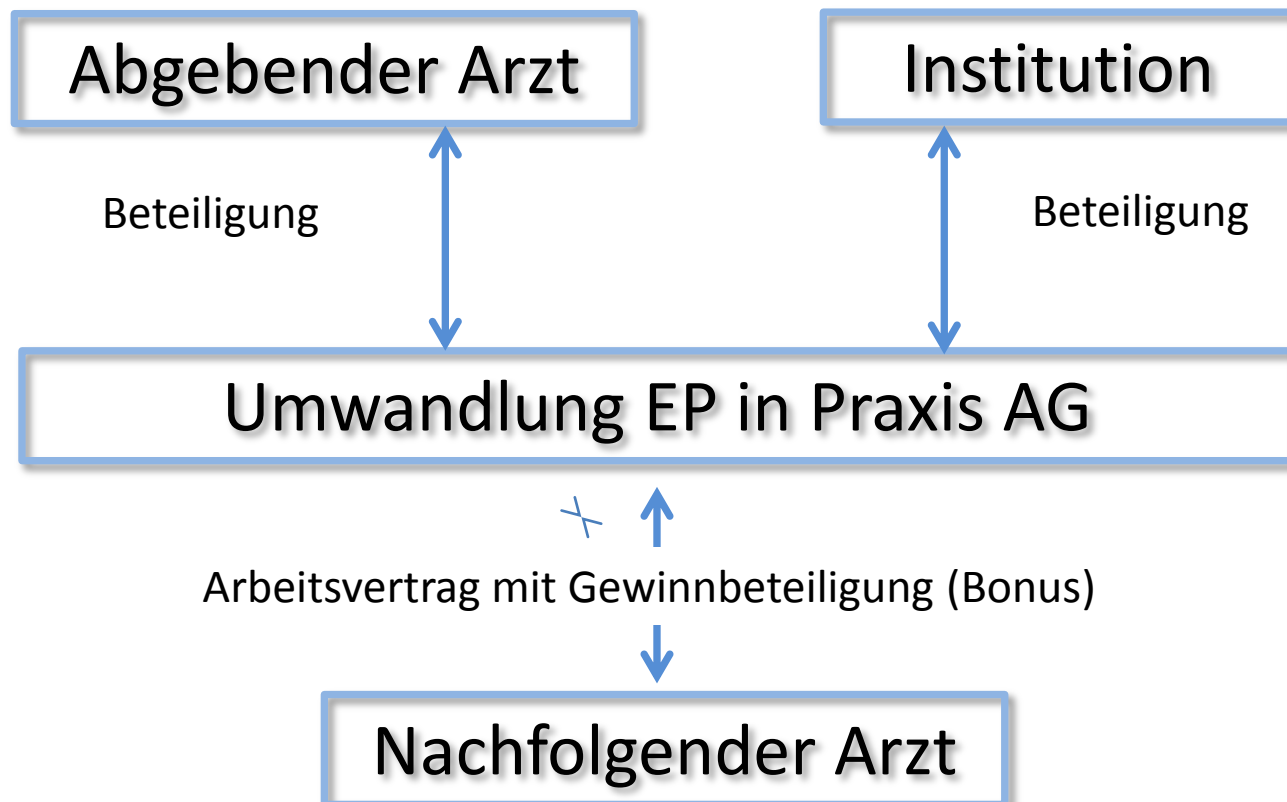 Abgebender Arzt
Institution
Beteiligung
Beteiligung
Umwandlung EP in Praxis AG
Arbeitsvertrag mit Gewinnbeteiligung (Bonus)
Nachfolgender Arzt